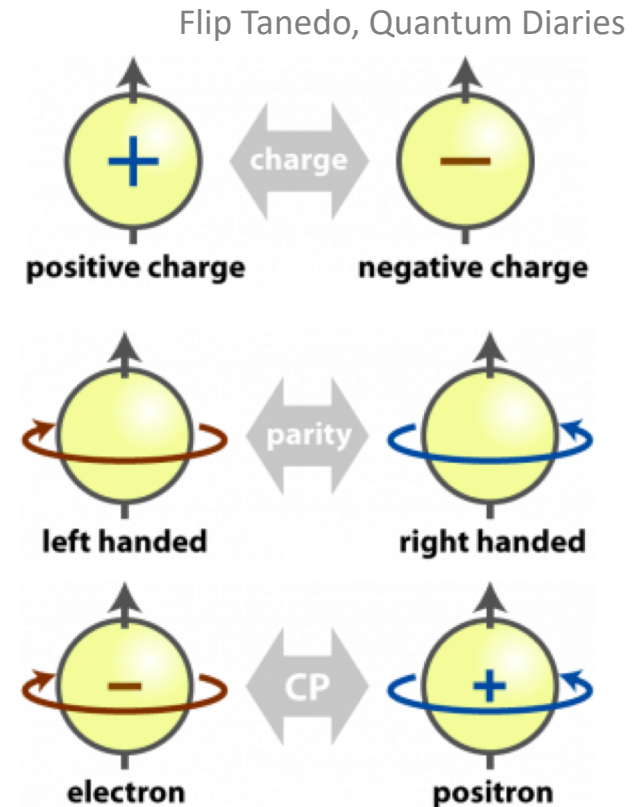 Flip Tanedo, Quantum Diaries
+ charge −
positive charge negative charge
parity
left handed right handed
− CP +
electron positron